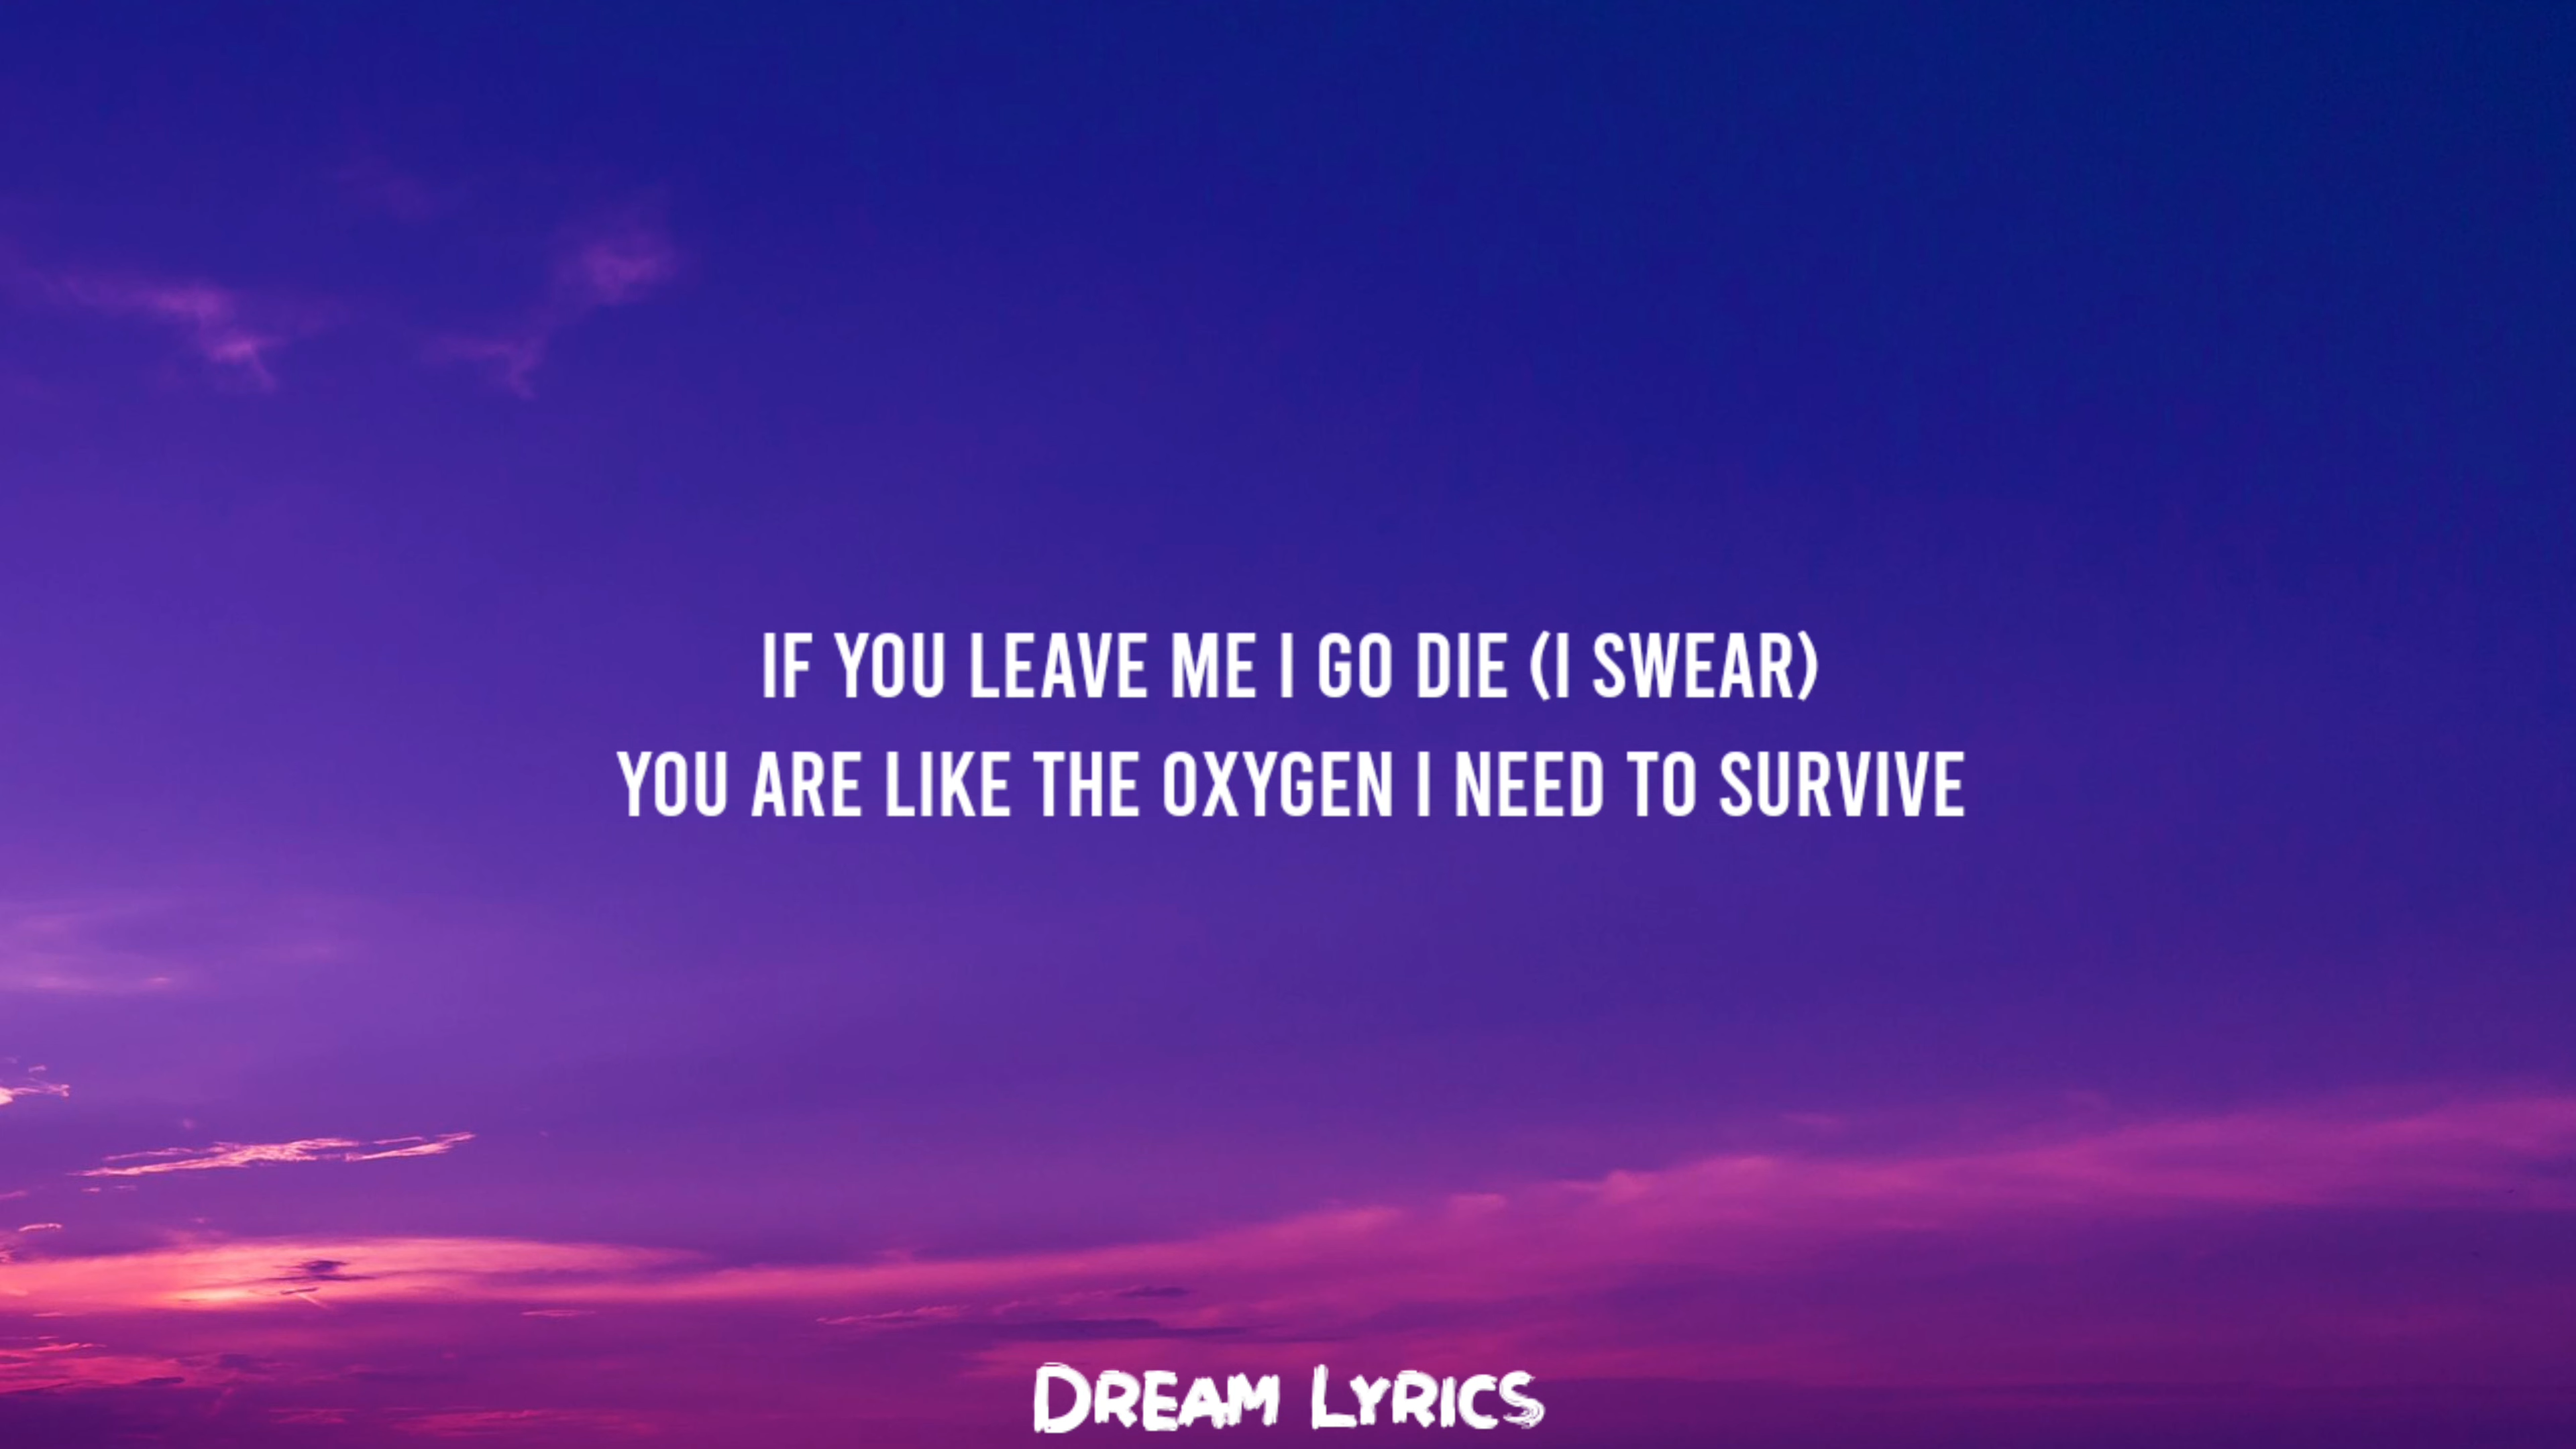 IF YOU LEAVE ME I GO DIE (I SWEAR)
YOU ARE LIKE THE OXYGEN I NEED TO SURVIVE
DREAM LYRICS